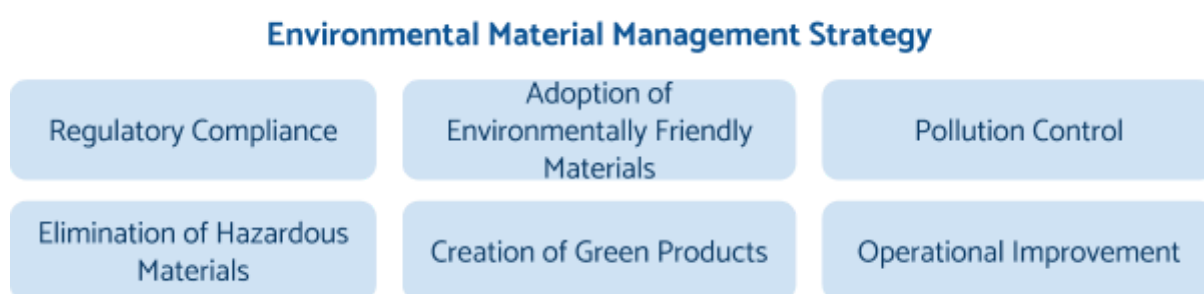 Environmental Material Management Strategy
Regulatory Compliance
Adoption of
Environmentally Friendly
Materials
Pollution Control
Elimination of Hazardous
Materials
Creation of Green Products
Operational Improvement